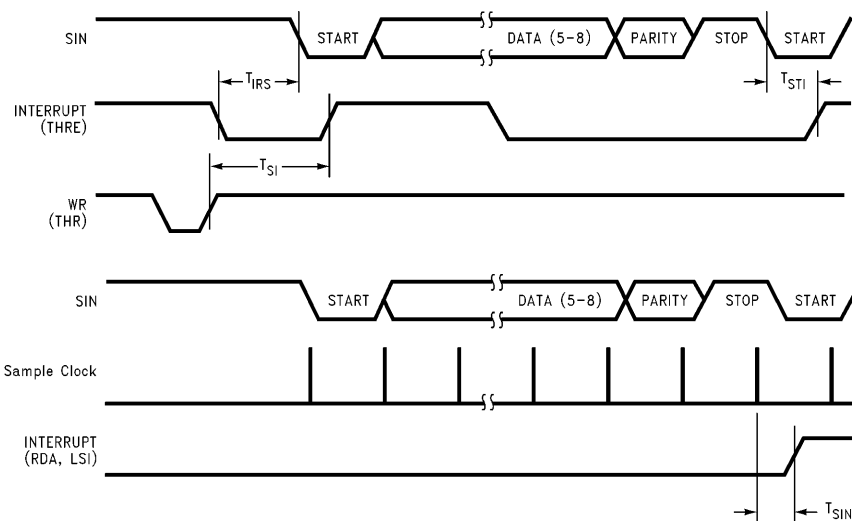 SIN
START
DATA (5-8)
PARITY
STOP
START
T_IRS
T_STI
INTERRUPT
(THRE)
T_SI
WR
(THR)
SIN
START
DATA (5-8)
PARITY
STOP
START
Sample Clock
INTERRUPT
(RDA, LSI)
T_SIN